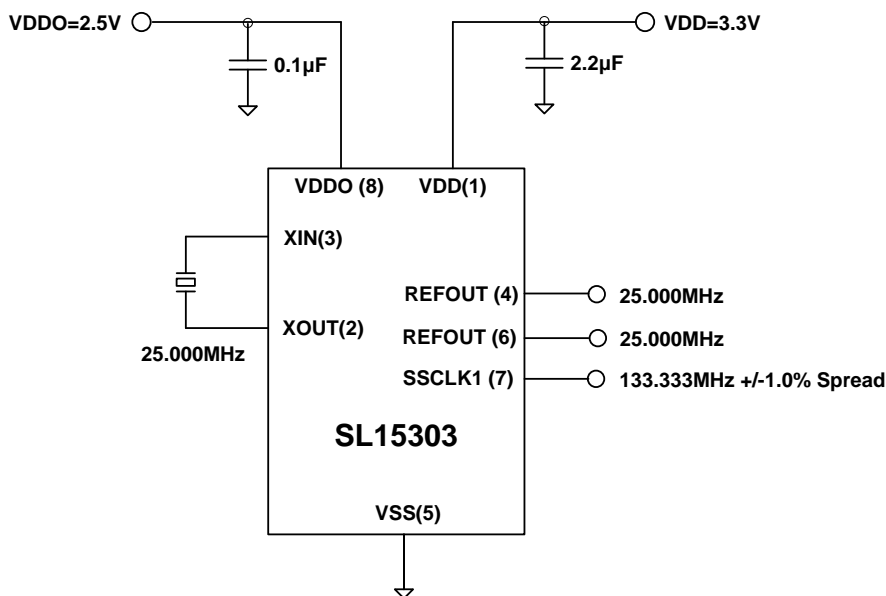 VDDO=2.5V
VDD=3.3V
0.1µF
2.2µF
VDDO (8)
VDD(1)
XIN(3)
REFOUT (4)
25.000MHz
XOUT(2)
REFOUT (6)
25.000MHz
25.000MHz
SSCLK1 (7)
133.333MHz +/-1.0% Spread
SL15303
VSS(5)